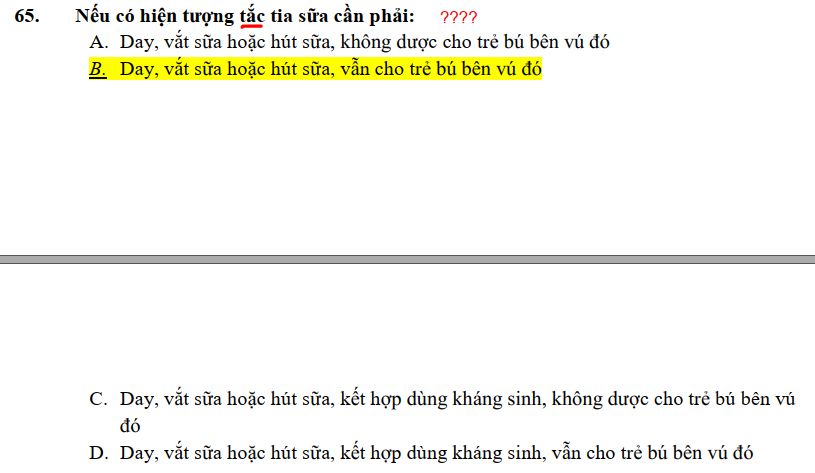 65. Nếu có hiện tượng tắc tia sữa cần phải: ????
A. Day, vắt sữa hoặc hút sữa, không dược cho trẻ bú bên vú đó
B. Day, vắt sữa hoặc hút sữa, vẫn cho trẻ bú bên vú đó
C. Day, vắt sữa hoặc hút sữa, kết hợp dùng kháng sinh, không dược cho trẻ bú bên vú
đó
D. Day, vắt sữa hoặc hút sữa, kết hợp dùng kháng sinh, vẫn cho trẻ bú bên vú đó